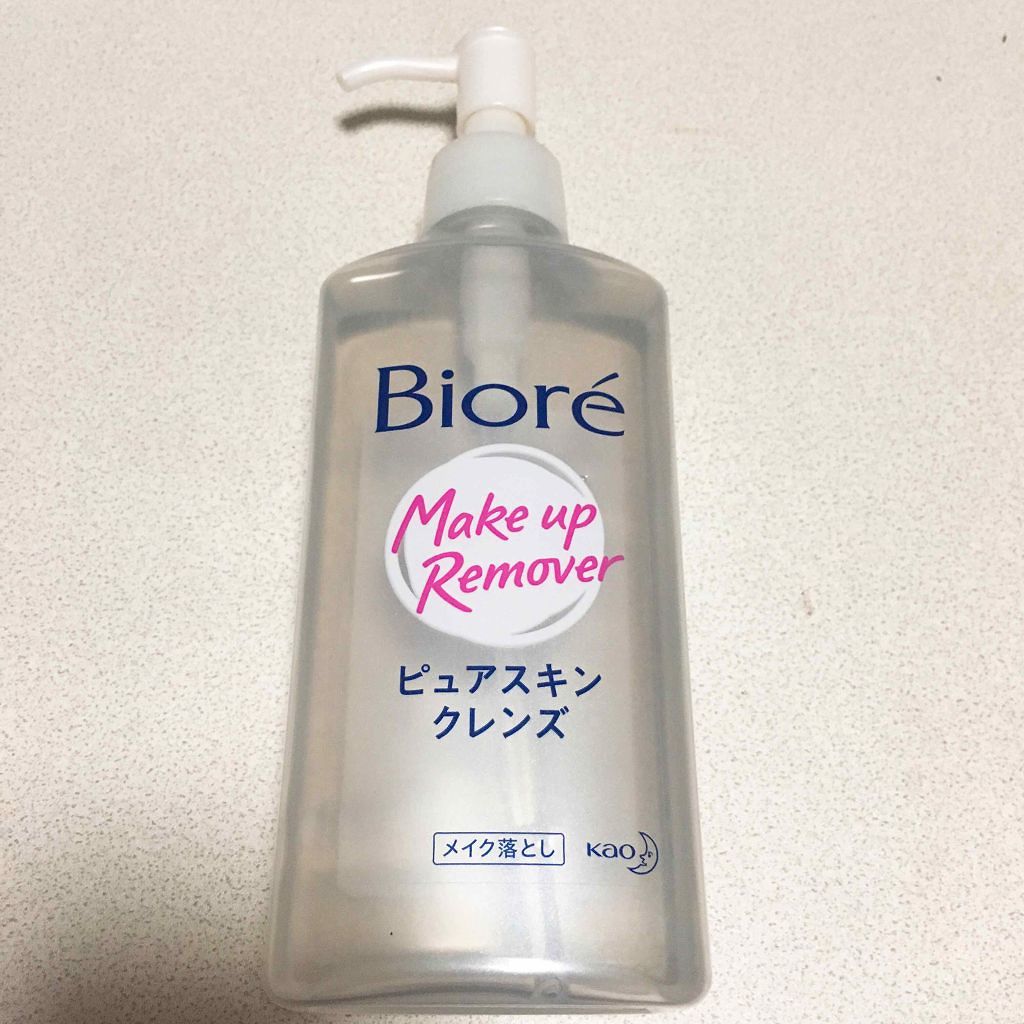 Bioré
Make up
Remover
ピュアスキン
クレンズ
メイク落とし
Kao